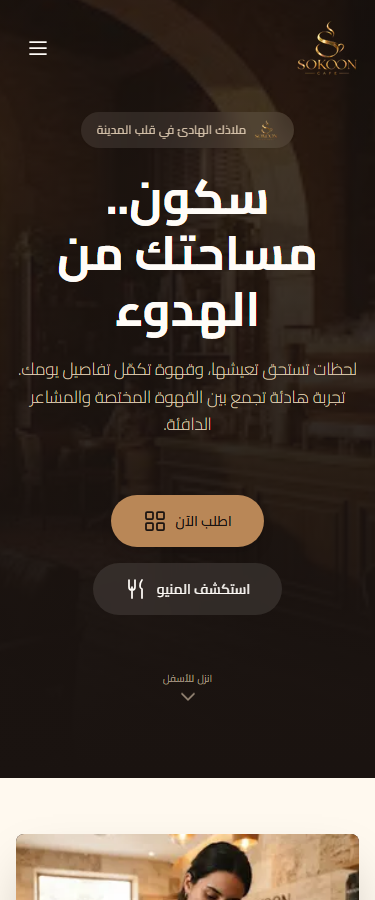 SOKOON
CAFE
ملاذك الهادئ في قلب المدينة
سكون..
مساحتك من
الهدوء
لحظات تستحق تعيشها، وقهوة تكمّل تفاصيل يومك.
تجربة هادئة تجمع بين القهوة المختصة والمشاعر
الدافئة.
اطلب الآن
استكشف المنيو
انزل للأسفل